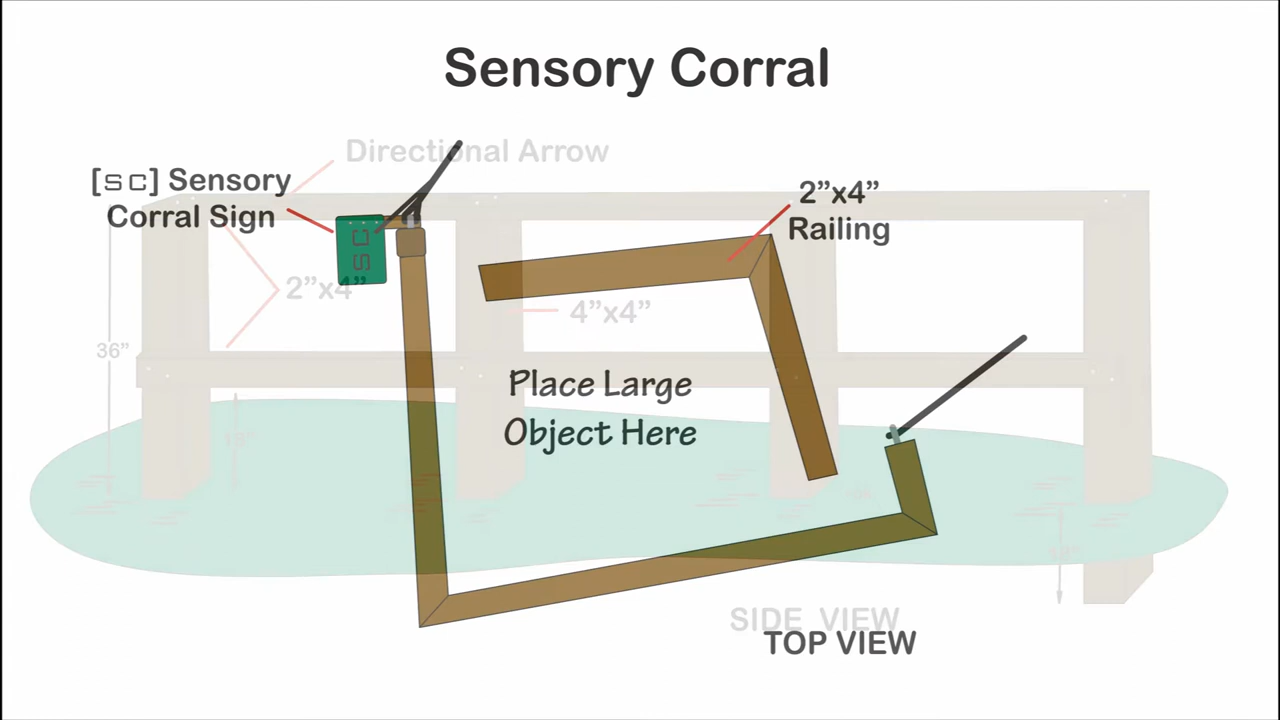 Sensory Corral
Directional Arrow
[SC] Sensory
Corral Sign
2”x4”
Railing
SC
2”x4”
4”x4”
36”
Place Large
Object Here
SIDE VIEW
TOP VIEW